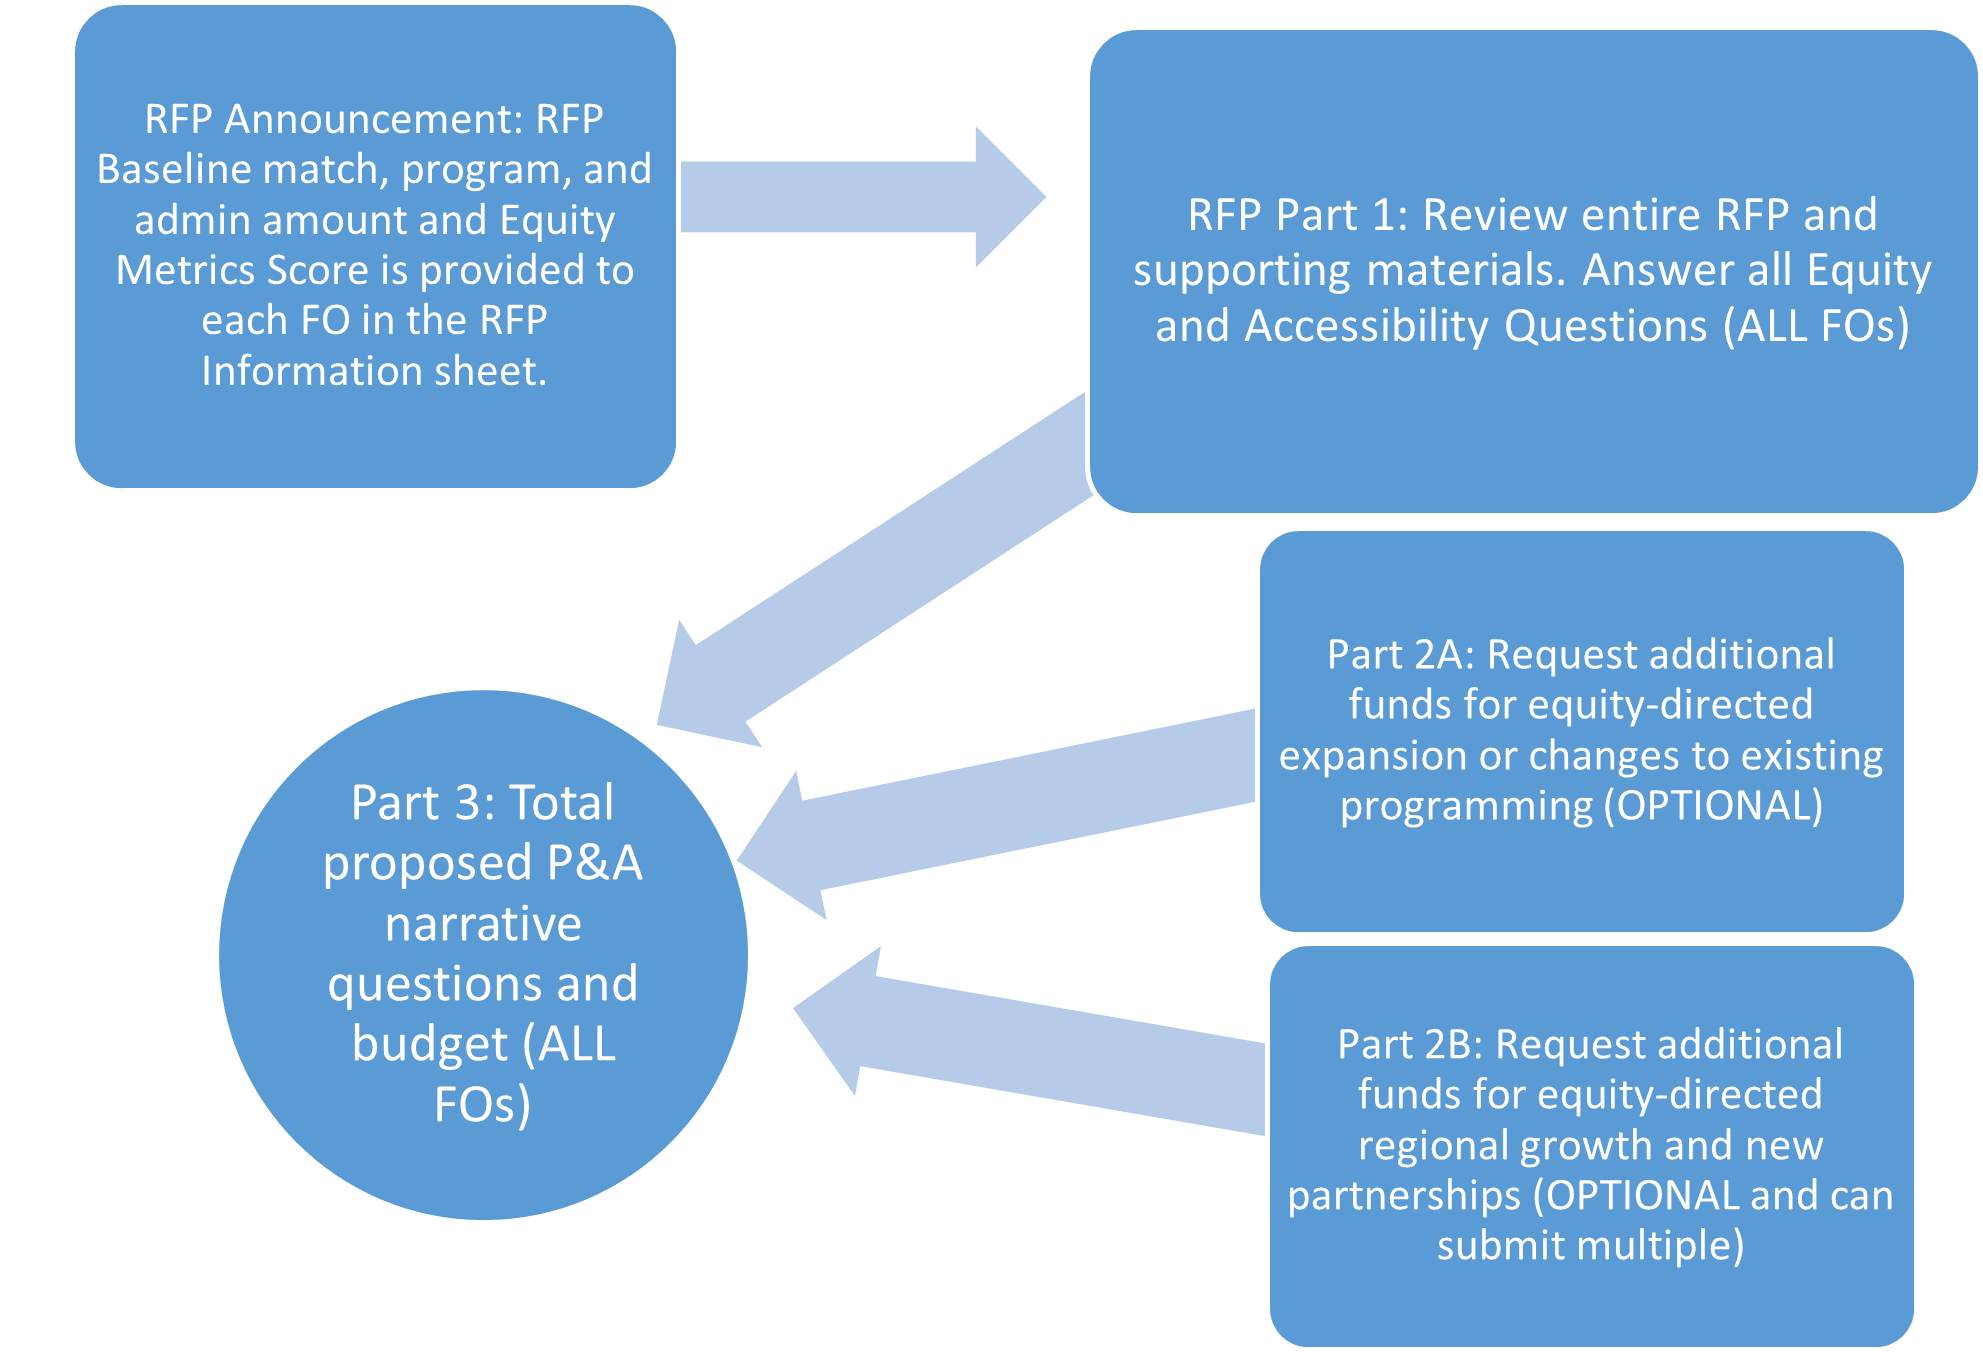 RFP Announcement: RFP
Baseline match, program, and
admin amount and Equity
Metrics Score is provided to
each FO in the RFP
Information sheet.
RFP Part 1: Review entire RFP and
supporting materials. Answer all Equity
and Accessibility Questions (ALL FOs)
Part 2A: Request additional
funds for equity-directed
expansion or changes to existing
programming (OPTIONAL)
Part 2B: Request additional
funds for equity-directed
regional growth and new
partnerships (OPTIONAL and can
submit multiple)
Part 3: Total
proposed P&A
narrative
questions and
budget (ALL
FOs)